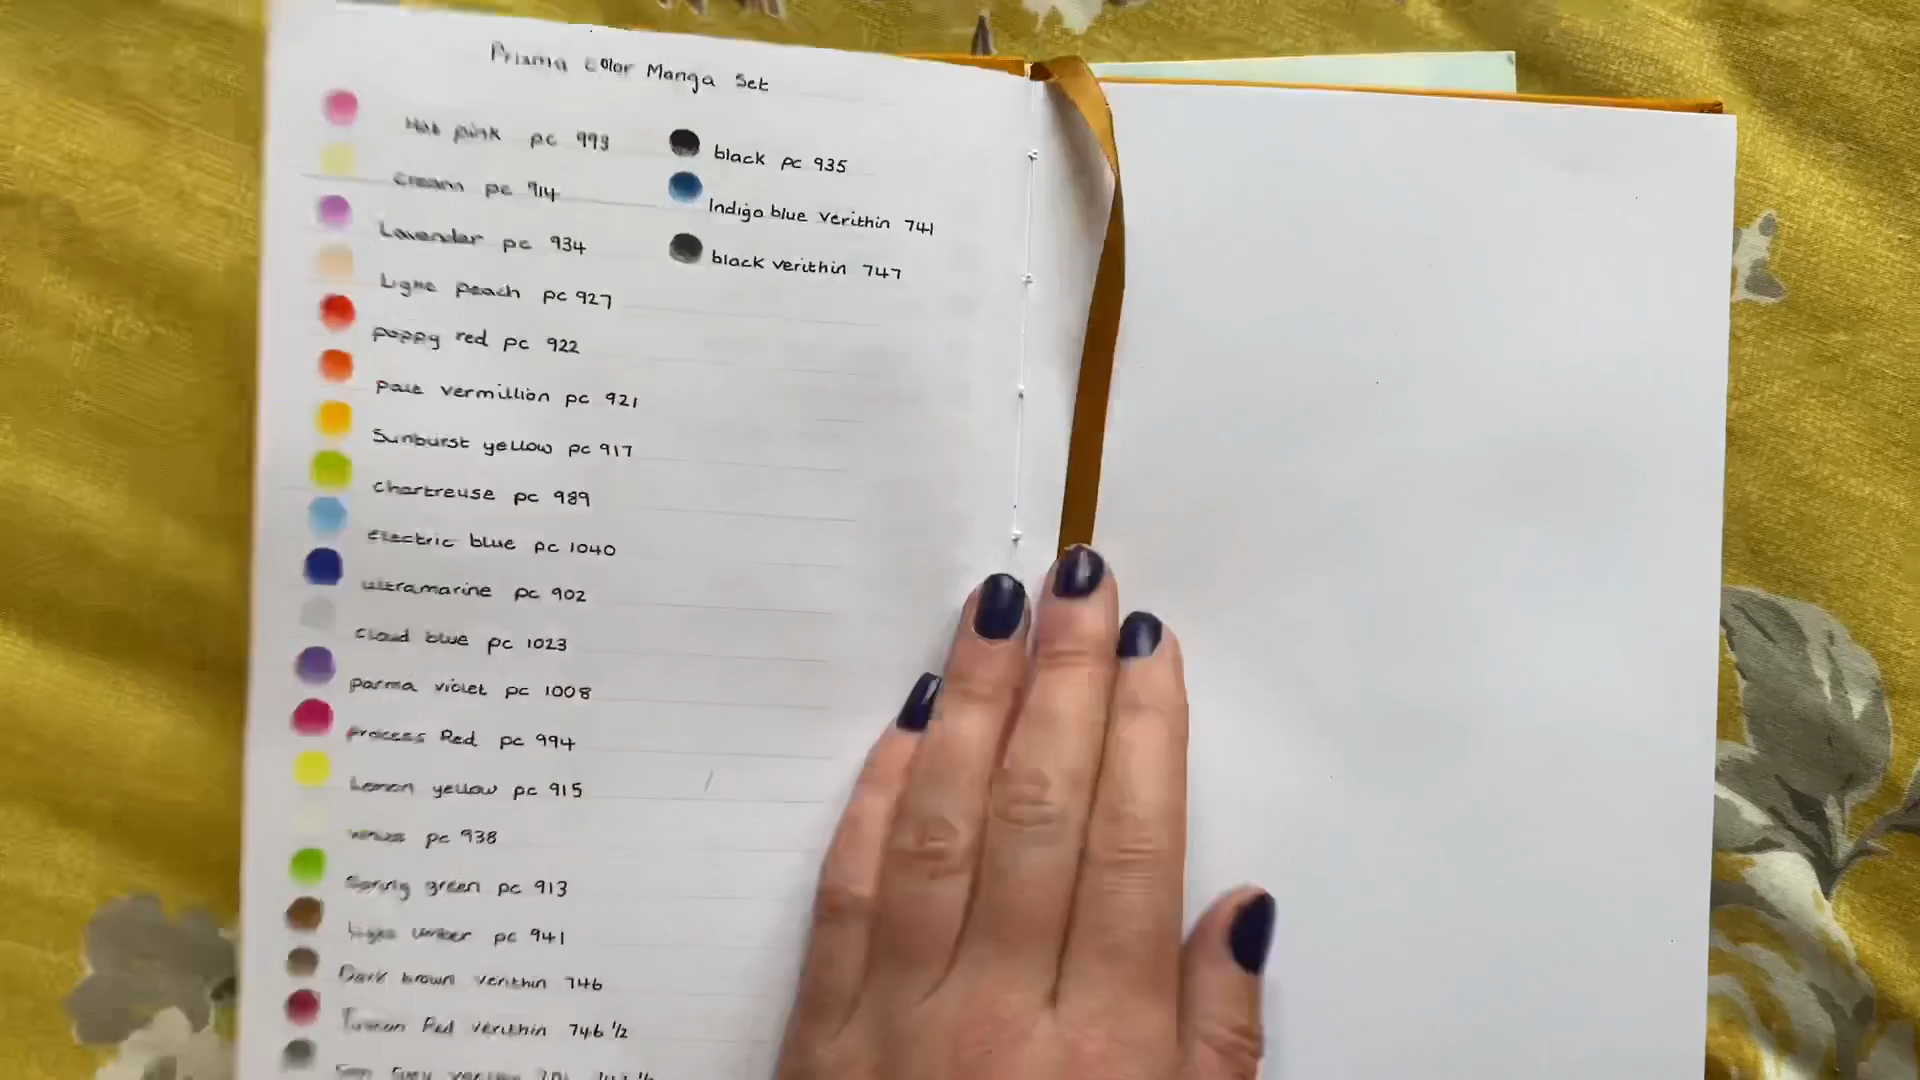 Prisma color Manga Set
Hot pink pc 993
Cream pc 914
Lavender pc 934
Light peach pc 927
poppy red pc 922
pale vermillion pc 921
Sunburst yellow pc 917
Chartreuse pc 989
Electric blue pc 1040
ultramarine pc 902
Cloud blue pc 1023
parma violet pc 1008
process Red pc 994
Lemon yellow pc 915
pc 938
Spring green pc 913
Light umber pc 941
Dark brown verithin 746
Tuscan Red verithin 746 ½
verithin
black pc 935
Indigo blue verithin 741
black verithin 747